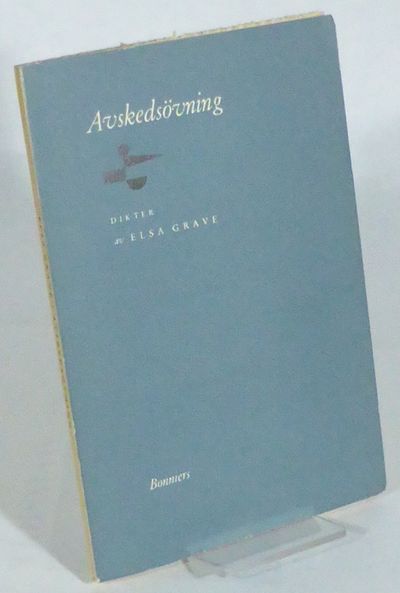 Avskedsövning
DIKTER
av ELSA GRAVE
Bonniers